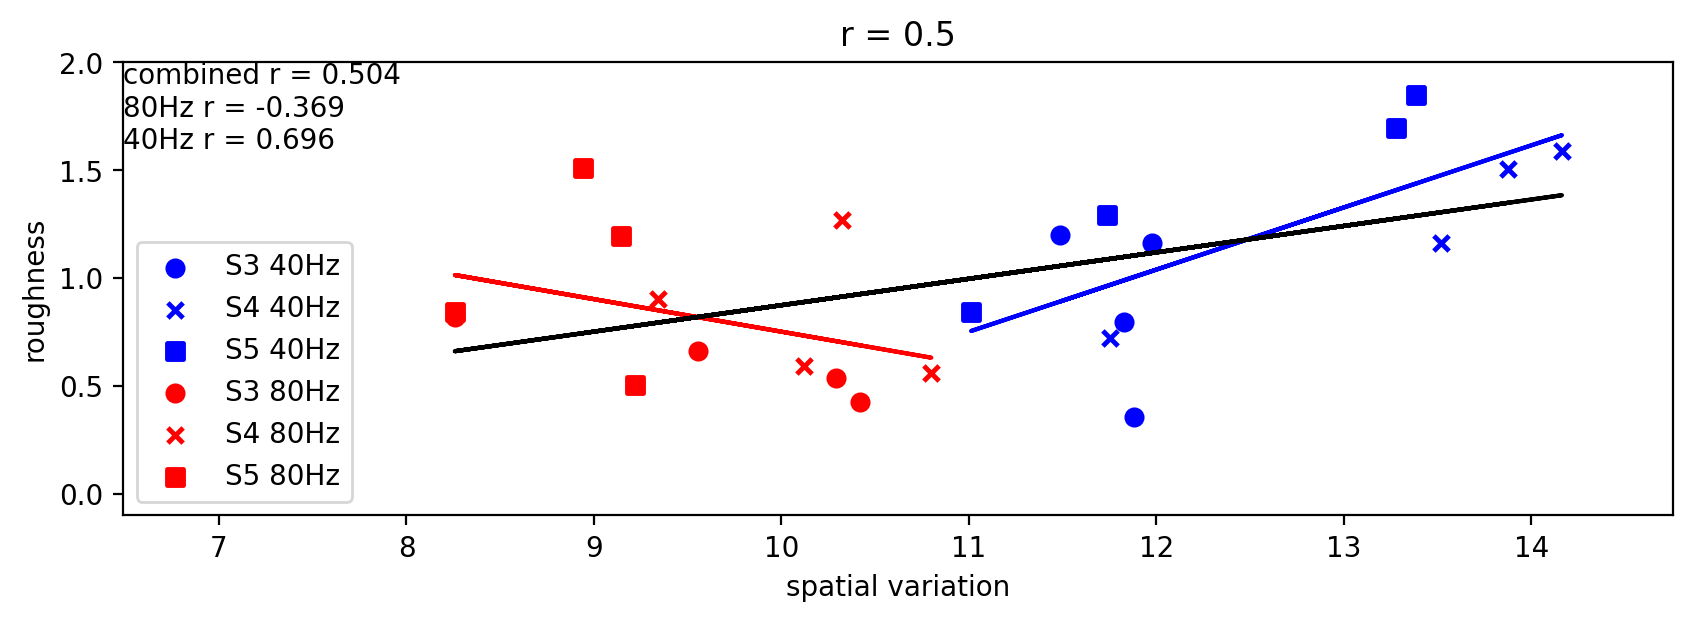 r = 0.5
combined r = 0.504
80Hz r = -0.369
40Hz r = 0.696
2.0
1.5
1.0
0.5
0.0
roughness
S3 40Hz
S4 40Hz
S5 40Hz
S3 80Hz
S4 80Hz
S5 80Hz
7 8 9 10 11 12 13 14
spatial variation